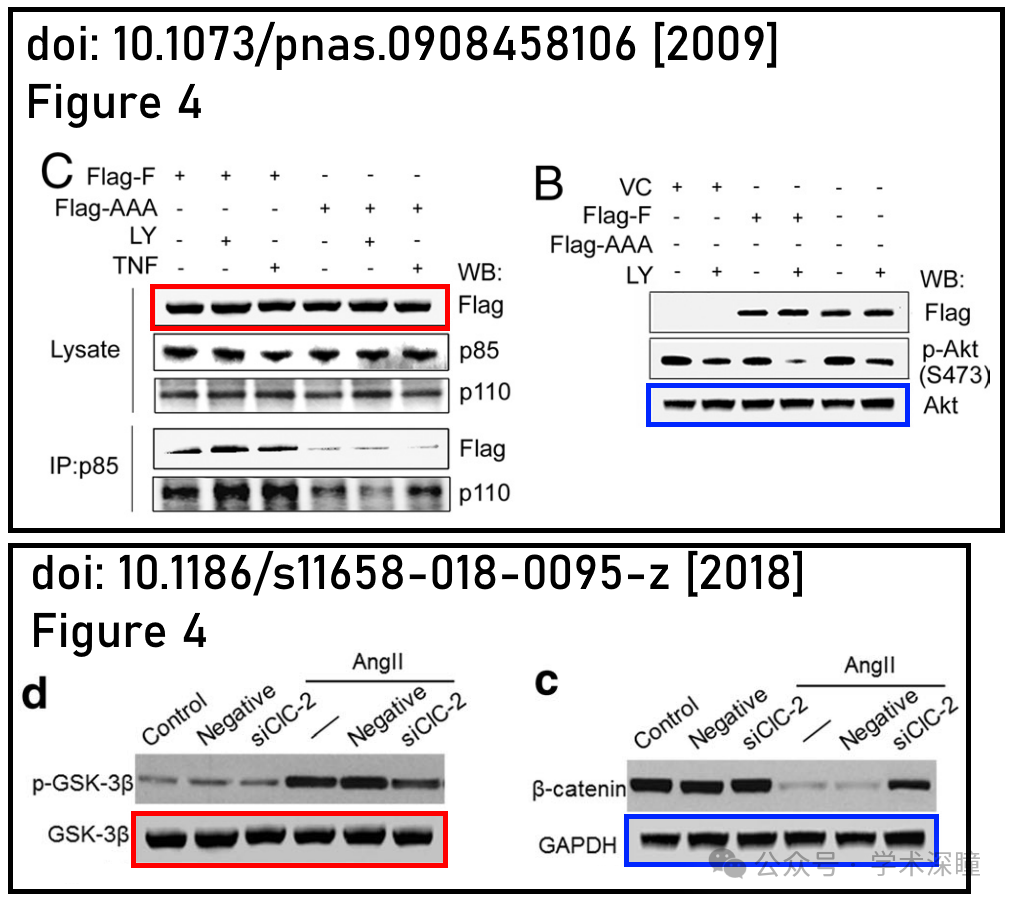 doi: 10.1073/pnas.0908458106 [2009]
Figure 4
C
Flag-F + + + - - -
Flag-AAA - - - + + +
LY - + - - + -
TNF - - + - - +
WB:
Lysate
Flag
p85
p110
IP:p85
Flag
p110
B
VC + + - - - -
Flag-F - - + + - -
Flag-AAA - - - - - -
LY - + - + - +
WB:
Flag
p-Akt
(S473)
Akt
doi: 10.1186/s11658-018-0095-z [2018]
Figure 4
d
AngII
Control Negative siClC-2 — Negative siClC-2
p-GSK-3β
GSK-3β
c
AngII
Control Negative siClC-2 — Negative siClC-2
β-catenin
GAPDH
公众号 · 学术深瞳